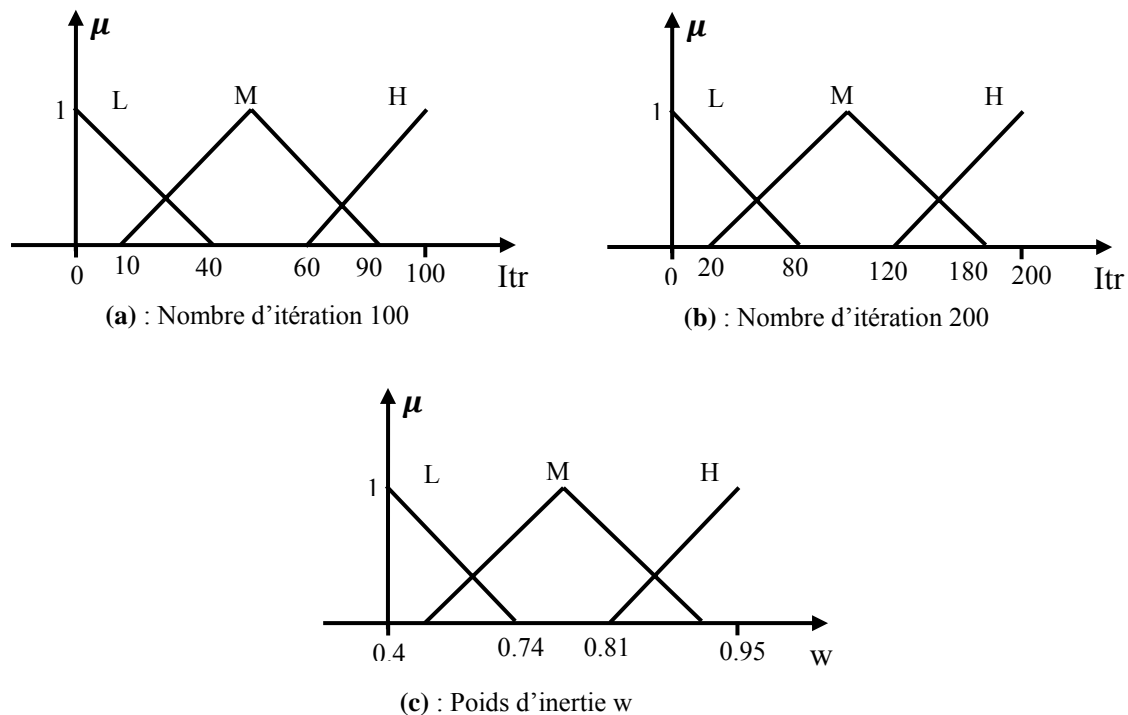 μ
L M H
1
0 10 40 60 90 100
Itr
(a) : Nombre d'itération 100
μ
L M H
1
0 20 80 120 180 200
Itr
(b) : Nombre d'itération 200
μ
L M H
1
0.4 0.74 0.81 0.95
w
(c) : Poids d'inertie w